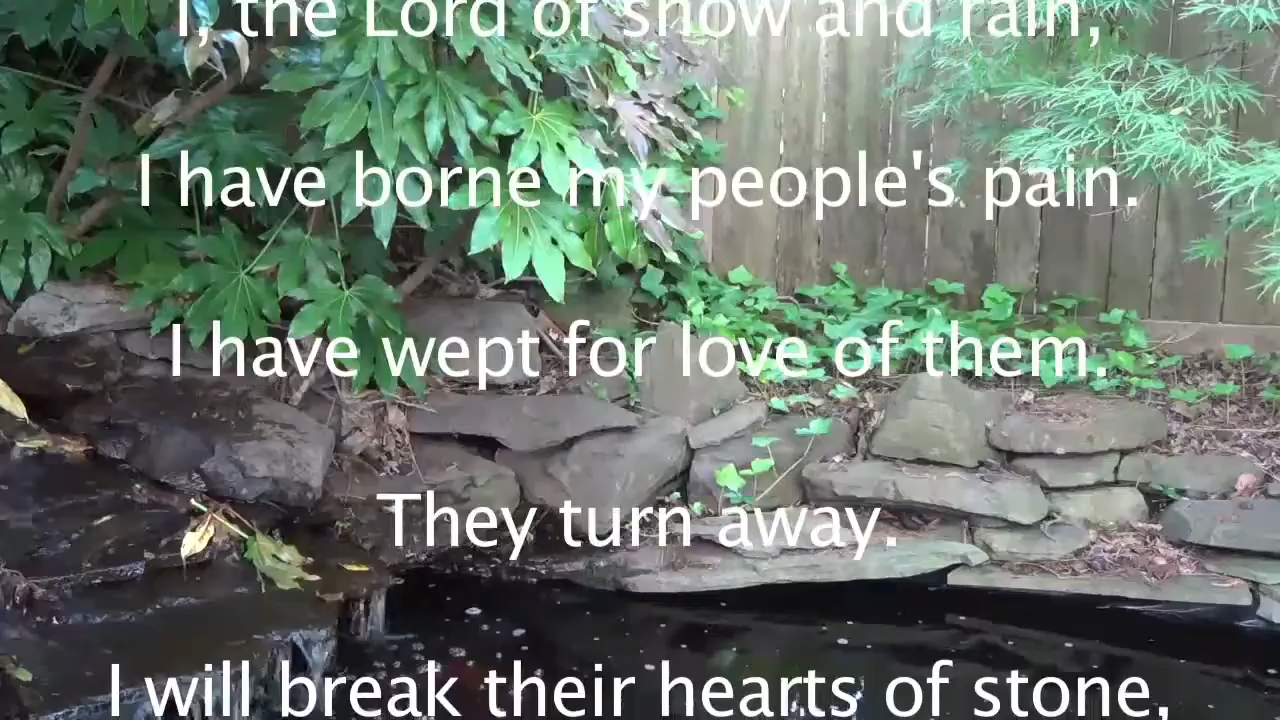 I, the Lord of snow and rain,
I have borne my people's pain.
I have wept for love of them.
They turn away.
I will break their hearts of stone,